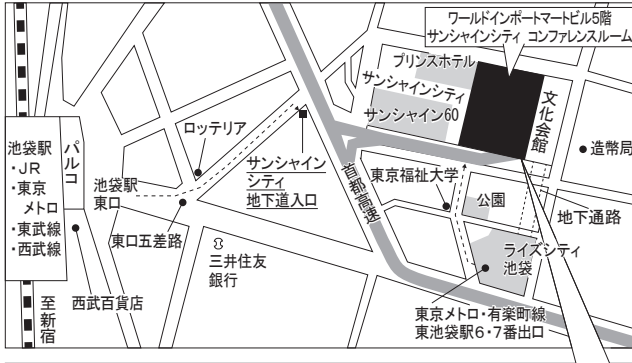 ワールドインポートマートビル5階
サンシャインシティ コンファレンスルーム
プリンスホテル
サンシャインシティ
サンシャイン60
文化会館
造幣局
ロッテリア
池袋駅
・JR
・東京
メトロ
・東武線
・西武線
パルコ
池袋駅
東口
サンシャイン
シティ
地下道入口
首都高速
東京福祉大学
公園
地下通路
東口五差路
三井住友
銀行
ライズシティ
池袋
西武百貨店
至新宿
東京メトロ・有楽町線
東池袋駅6・7番出口